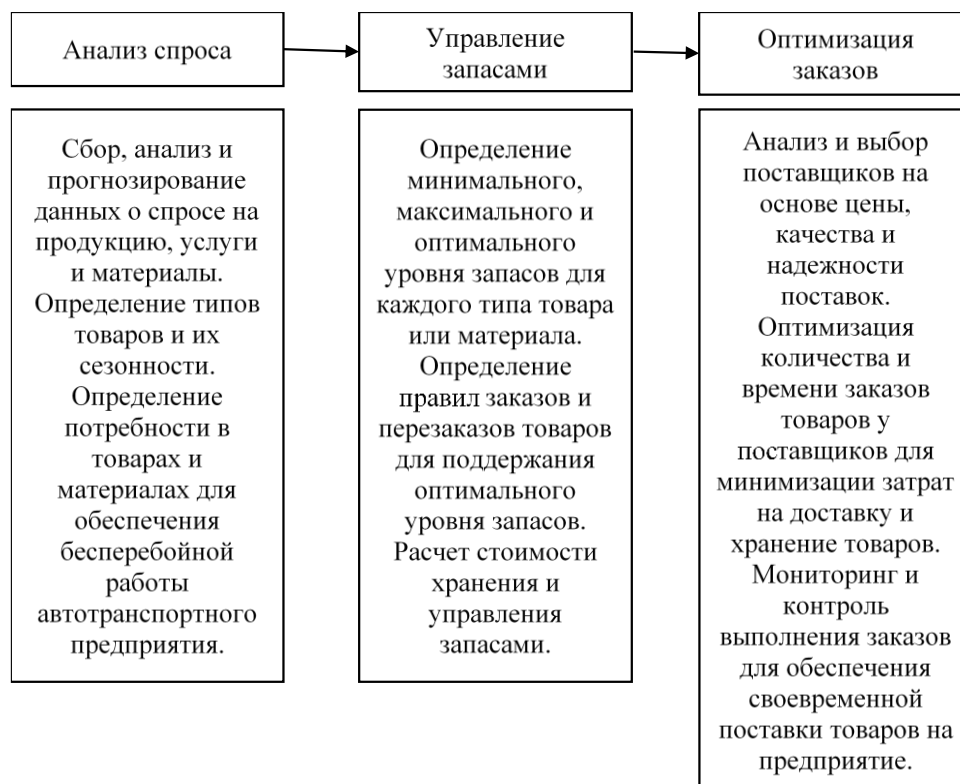 Анализ спроса
Управление
запасами
Оптимизация
заказов
Сбор, анализ и
прогнозирование
данных о спросе на
продукцию, услуги
и материалы.
Определение типов
товаров и их
сезонности.
Определение
потребности в
товарах и
материалах для
обеспечения
бесперебойной
работы
автотранспортного
предприятия.
Определение
минимального,
максимального и
оптимального
уровня запасов для
каждого типа товара
или материала.
Определение
правил заказов и
перезаказов товаров
для поддержания
оптимального
уровня запасов.
Расчет стоимости
хранения и
управления
запасами.
Анализ и выбор
поставщиков на
основе цены,
качества и
надежности
поставок.
Оптимизация
количества и
времени заказов
товаров у
поставщиков для
минимизации затрат
на доставку и
хранение товаров.
Мониторинг и
контроль
выполнения заказов
для обеспечения
своевременной
поставки товаров на
предприятие.